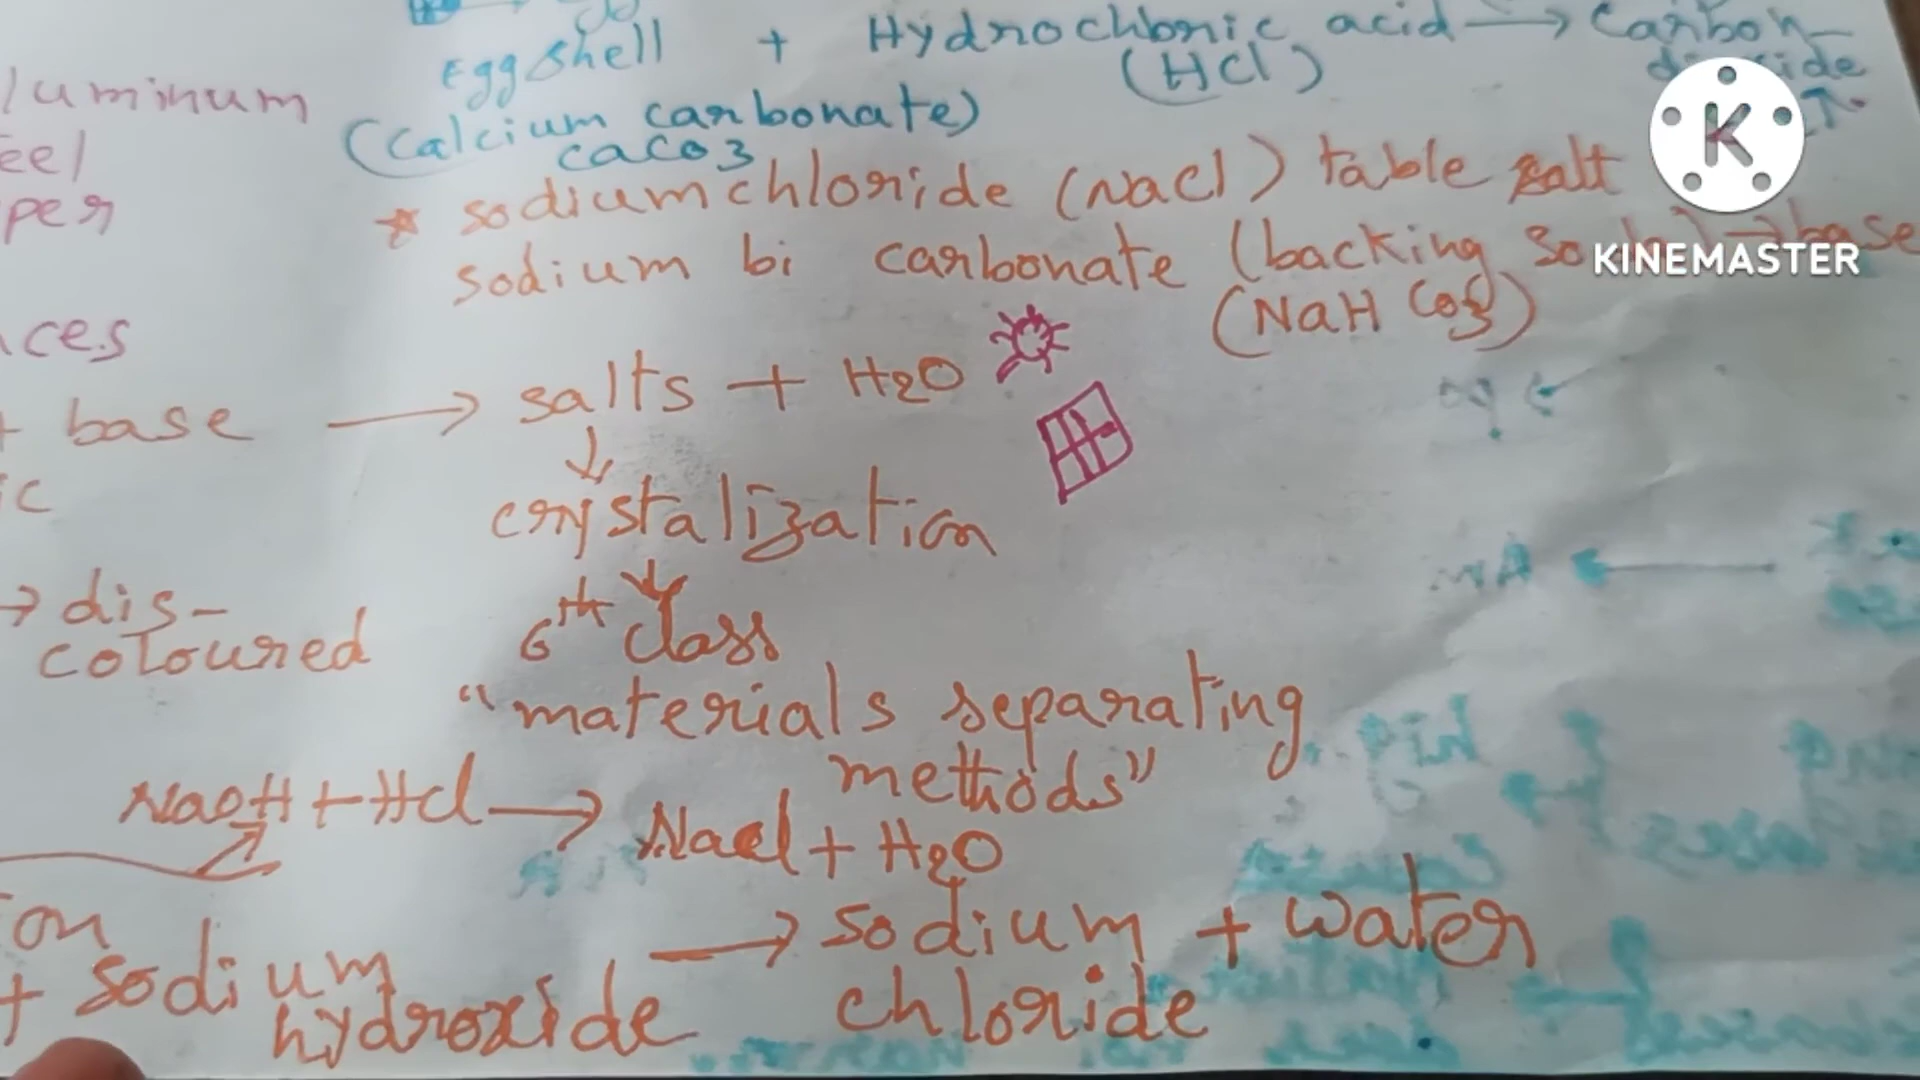 Eggshell + Hydrochloric acid → Carbon-
(HCl) dioxide
(calcium carbonate)
caco3
luminum
eel
per
* sodium chloride (Nacl) table salt
sodium bi carbonate (backing soda) → base
(NaH Co3)
ces
+ base → salts + H2O
↓
ic
crystalization
↓
→ dis-
coloured
6th class
"materials separating
methods"
NaOH + Hcl → Nacl + H2O
on
+ sodium hydroxide → sodium chloride + water
K
KINEMASTER